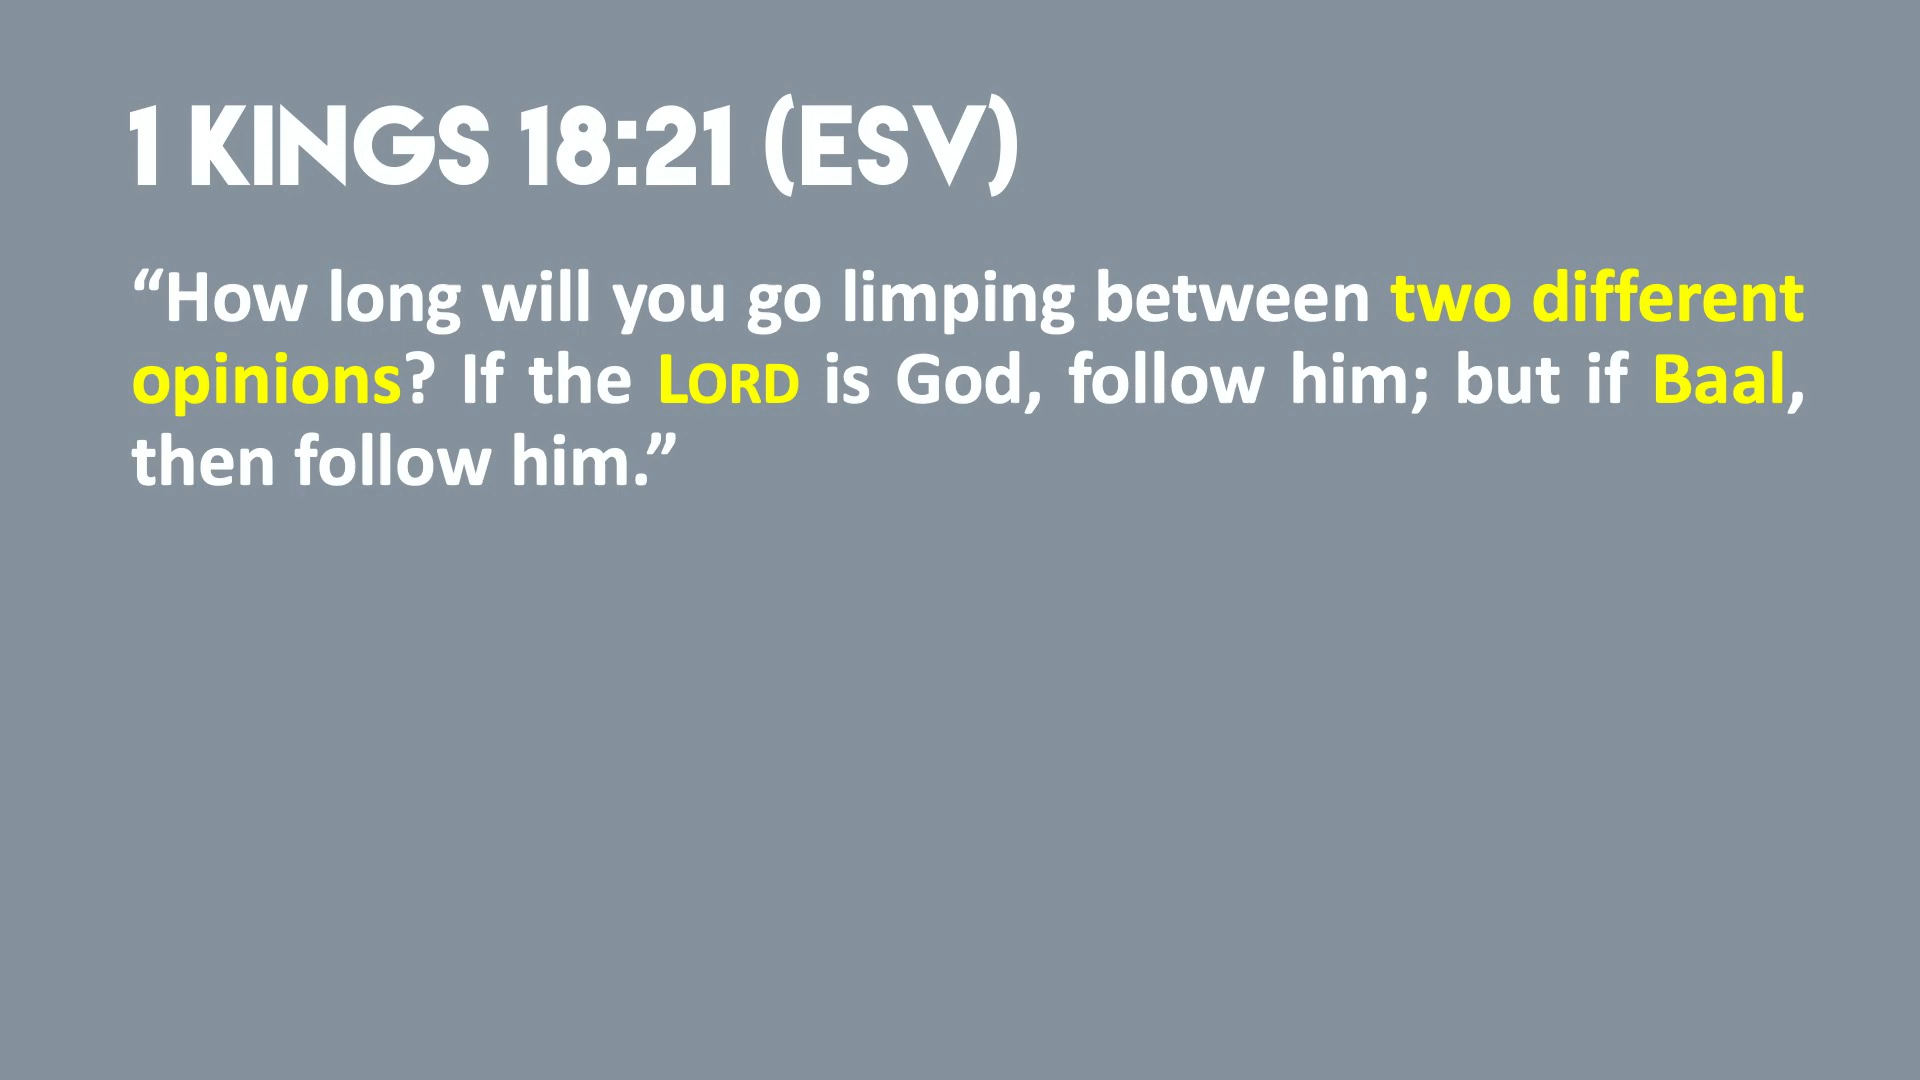 1 KINGS 18:21 (ESV)
“How long will you go limping between two different
opinions? If the LORD is God, follow him; but if Baal,
then follow him.”